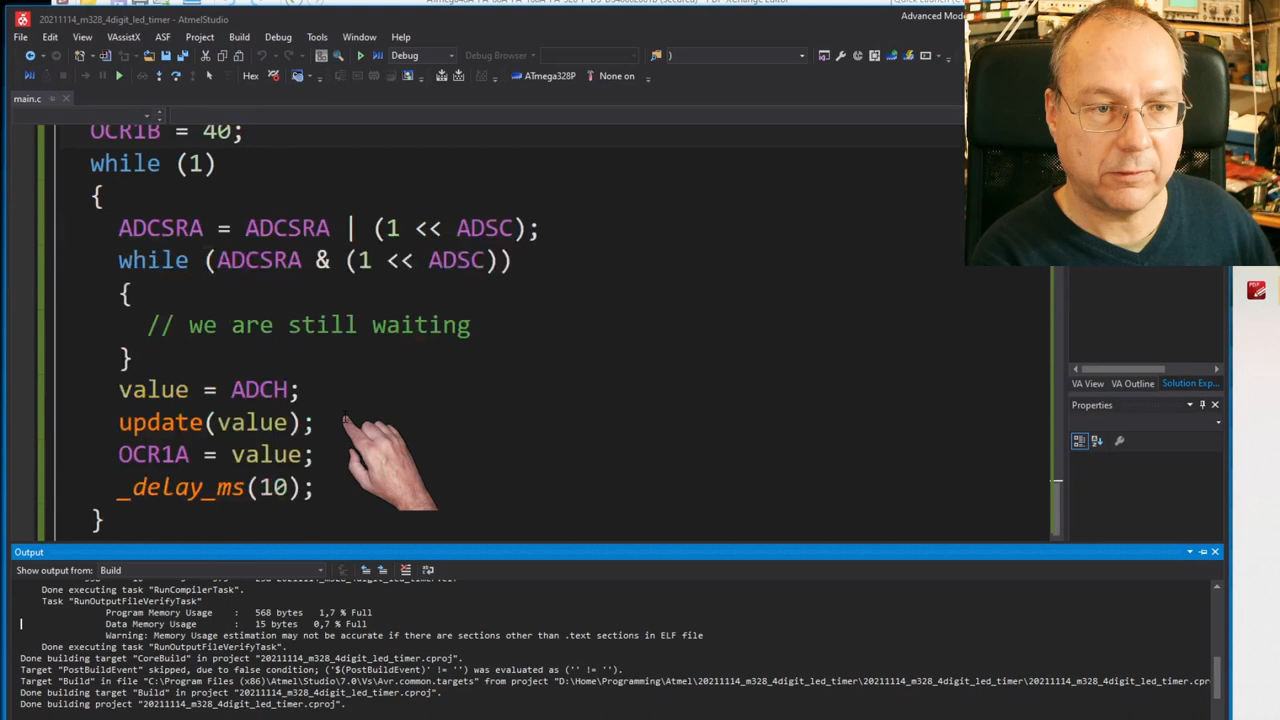 20211114_m328_4digit_led_timer - AtmelStudio
Advanced Mode
File Edit View VAssistX ASF Project Build Debug Tools Window Help
Debug Debug Browser )
Hex ATmega328P None on
main.c
OCR1B = 40;
while (1)
{
ADCSRA = ADCSRA | (1 << ADSC);
while (ADCSRA & (1 << ADSC))
{
// we are still waiting
}
value = ADCH;
update(value);
OCR1A = value;
_delay_ms(10);
}
VA View VA Outline Solution Exp...
Properties
PDF
Output
Show output from: Build
Done executing task "RunCompilerTask".
Task "RunOutputFileVerifyTask"
Program Memory Usage : 568 bytes 1,7 % Full
Data Memory Usage : 15 bytes 0,7 % Full
Warning: Memory Usage estimation may not be accurate if there are sections other than .text sections in ELF file
Done executing task "RunOutputFileVerifyTask".
Done building target "CoreBuild" in project "20211114_m328_4digit_led_timer.cproj".
Target "PostBuildEvent" skipped, due to false condition; ('$(PostBuildEvent)' != '') was evaluated as ('' != '').
Target "Build" in file "C:\Program Files (x86)\Atmel\Studio\7.0\Vs\Avr.common.targets" from project "D:\Home\Programming\Atmel\20211114_m328_4digit_led_timer\20211114_m328_4digit_led_timer\20211114_m328_4digit_led_timer.cpr
Done building target "Build" in project "20211114_m328_4digit_led_timer.cproj".
Done building project "20211114_m328_4digit_led_timer.cproj".